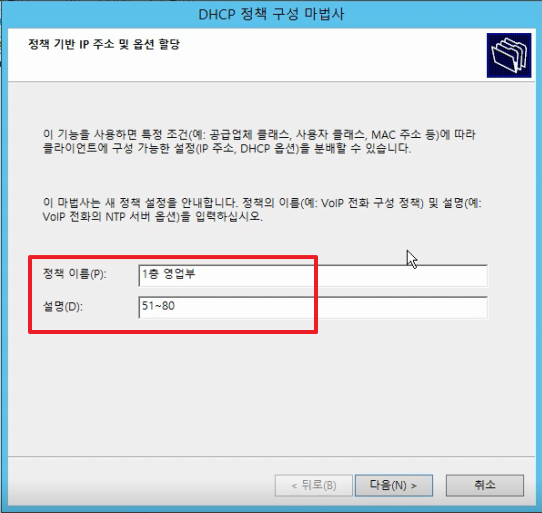 DHCP 정책 구성 마법사
정책 기반 IP 주소 및 옵션 할당
이 기능을 사용하면 특정 조건(예: 공급업체 클래스, 사용자 클래스, MAC 주소 등)에 따라
클라이언트에 구성 가능한 설정(IP 주소, DHCP 옵션)을 분배할 수 있습니다.
이 마법사는 새 정책 설정을 안내합니다. 정책의 이름(예: VoIP 전화 구성 정책) 및 설명(예:
VoIP 전화의 NTP 서버 옵션)을 입력하십시오.
정책 이름(P): 1층 영업부
설명(D): 51~80
< 뒤로(B) 다음(N) > 취소